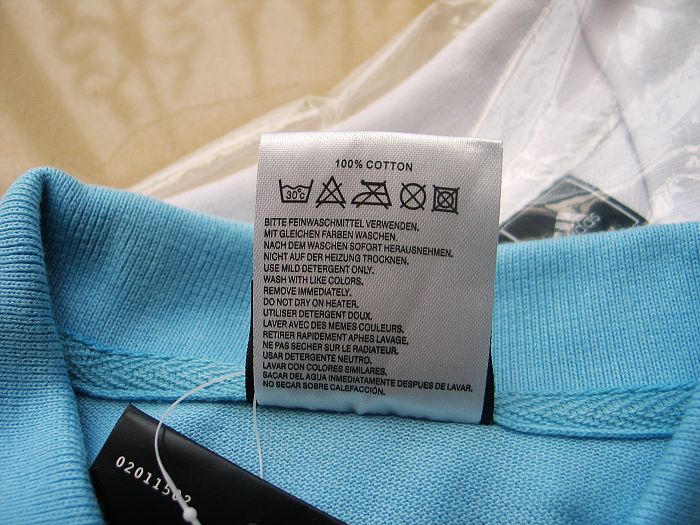 100% COTTON
30°C
BITTE FEINWASCHMITTEL VERWENDEN.
MIT GLEICHEN FARBEN WASCHEN.
NACH DEM WASCHEN SOFORT HERAUSNEHMEN.
NICHT AUF DER HEIZUNG TROCKNEN.
USE MILD DETERGENT ONLY.
WASH WITH LIKE COLORS.
REMOVE IMMEDIATELY.
DO NOT DRY ON HEATER.
UTILISER DETERGENT DOUX.
LAVER AVEC DES MEMES COULEURS.
RETIRER RAPIDEMENT APHES LAVAGE,
NE PAS SECHER SUR LE RADIATEUR.
USAR DETERGENTE NEUTRO.
LAVAR CON COLORES SIMILARES.
SACAR DEL AGUA INMEDIATAMENTE DESPUES DE LAVAR.
NO SECAR SOBRE CALEFACCIÓN.